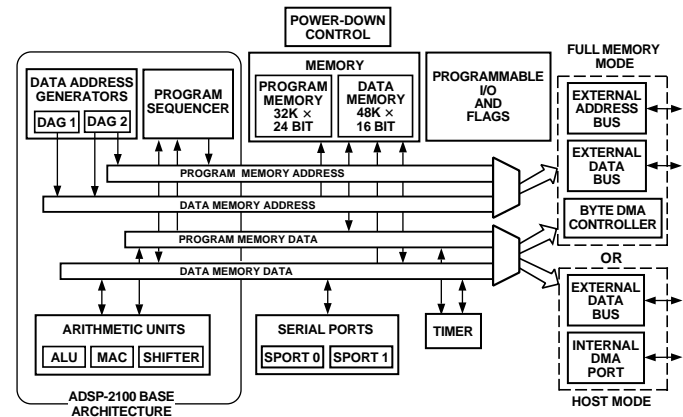 POWER-DOWN
CONTROL
FULL MEMORY
MODE
DATA ADDRESS
GENERATORS
DAG 1
DAG 2
PROGRAM
SEQUENCER
MEMORY
PROGRAM
MEMORY
32K ×
24 BIT
DATA
MEMORY
48K ×
16 BIT
PROGRAMMABLE
I/O
AND
FLAGS
EXTERNAL
ADDRESS
BUS
EXTERNAL
DATA
BUS
BYTE DMA
CONTROLLER
PROGRAM MEMORY ADDRESS
DATA MEMORY ADDRESS
PROGRAM MEMORY DATA
DATA MEMORY DATA
OR
ARITHMETIC UNITS
ALU
MAC
SHIFTER
SERIAL PORTS
SPORT 0
SPORT 1
TIMER
EXTERNAL
DATA
BUS
INTERNAL
DMA
PORT
HOST MODE
ADSP-2100 BASE
ARCHITECTURE